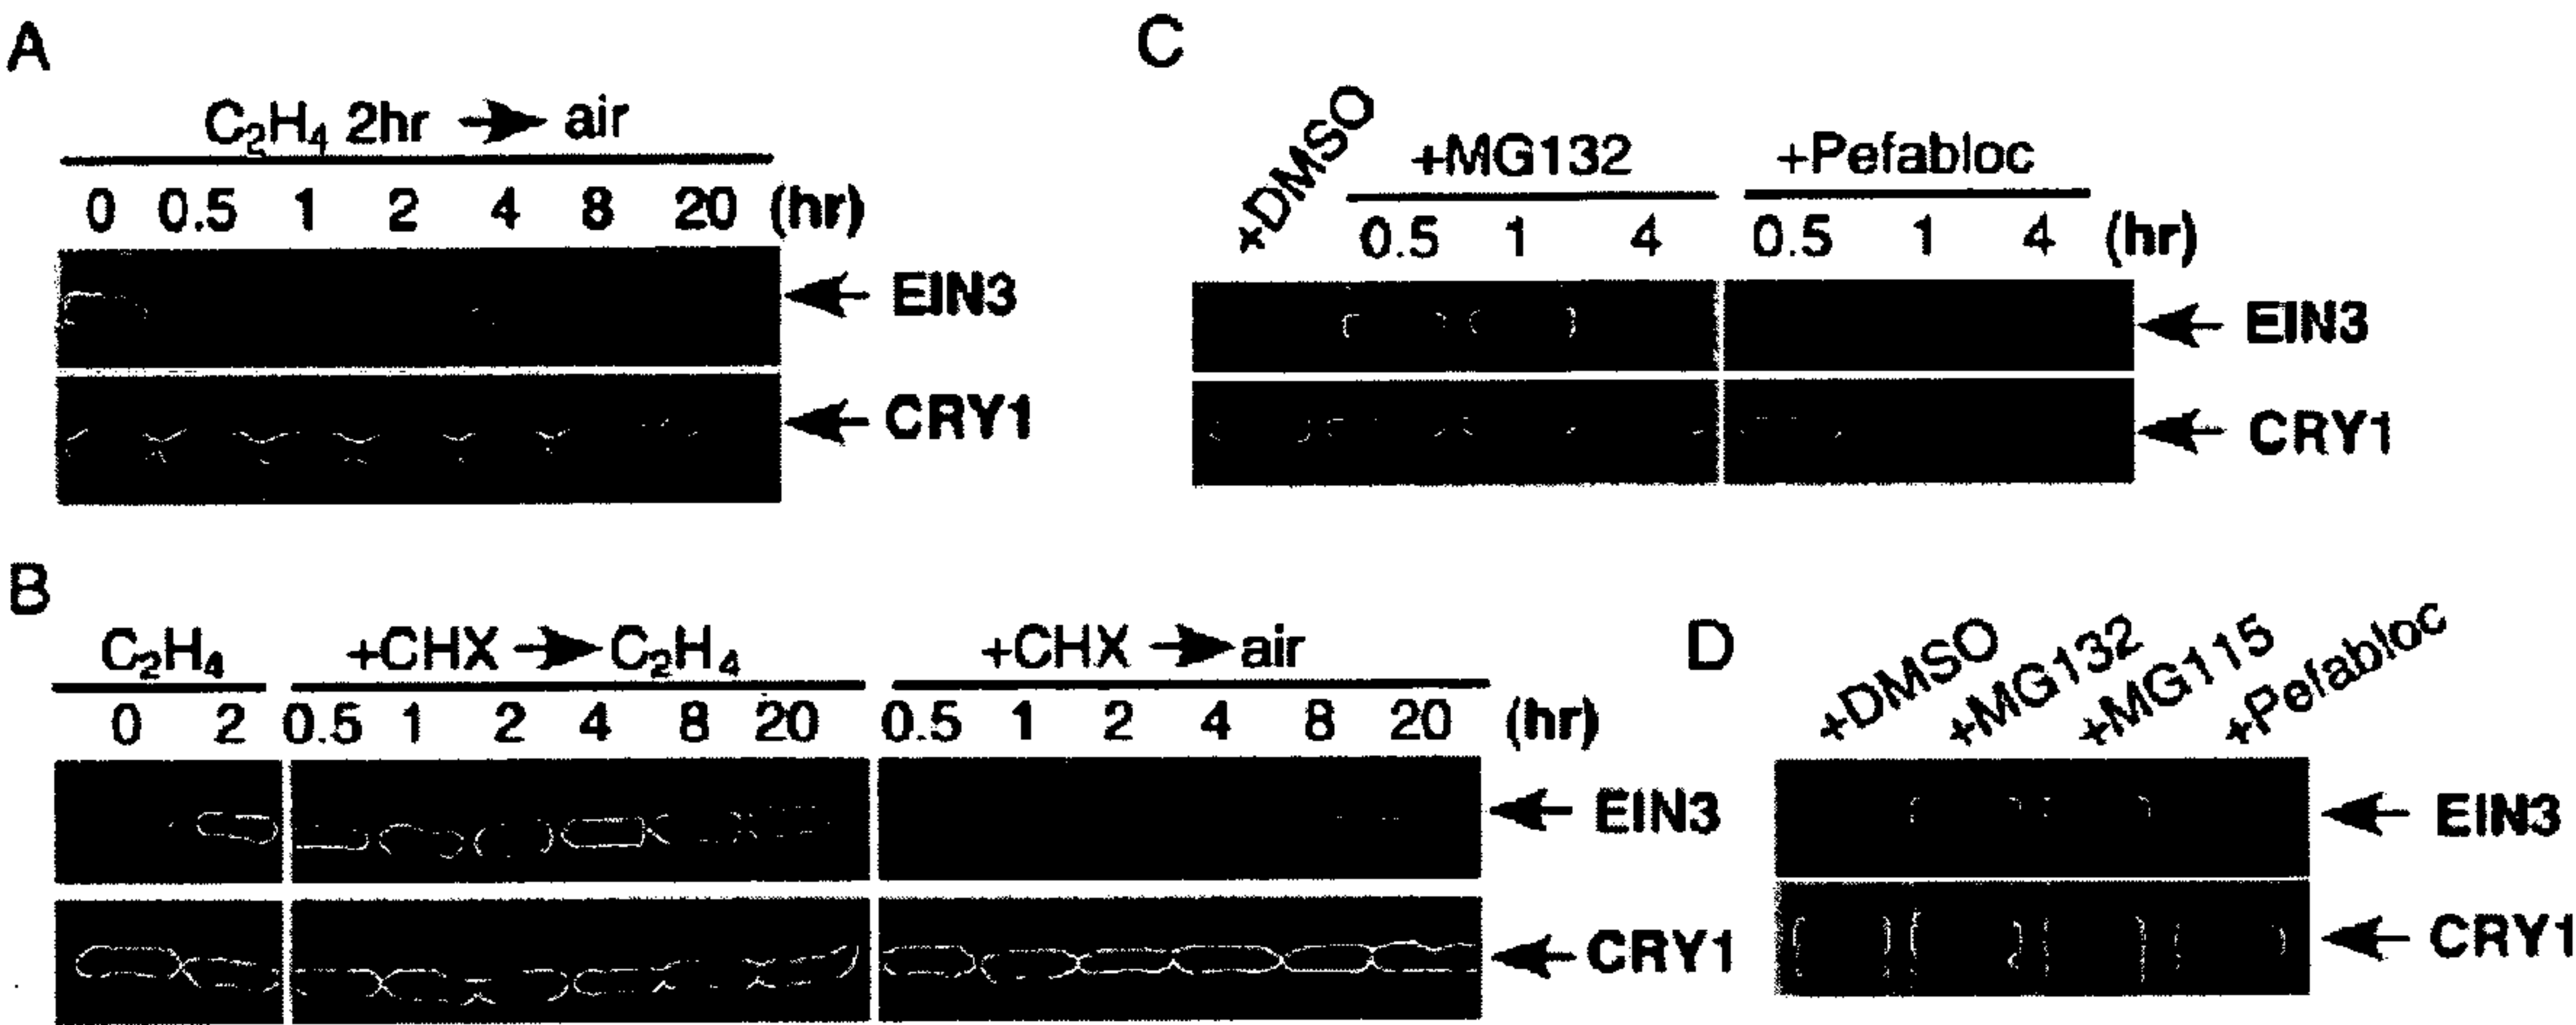 A
C₂H₄ 2hr → air
0 0.5 1 2 4 8 20 (hr)
EIN3
CRY1
B
C₂H₄ +CHX → C₂H₄ +CHX → air
0 2 0.5 1 2 4 8 20 0.5 1 2 4 8 20 (hr)
EIN3
CRY1
C
+DMSO +MG132 +Pefabloc
0.5 1 4 0.5 1 4 (hr)
EIN3
CRY1
D
+DMSO +MG132 +MG115 +Pefabloc
EIN3
CRY1